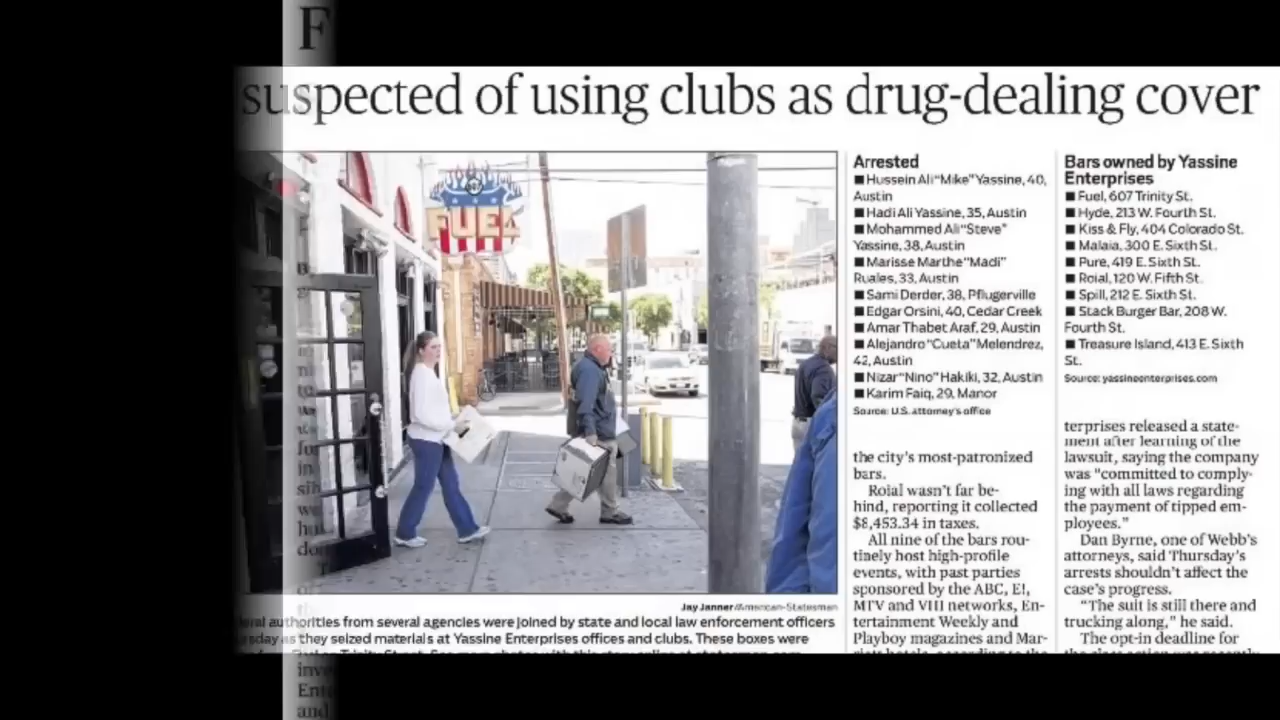 F
suspected of using clubs as drug-dealing cover
FUEL
Jay Janner/American-Statesman
authorities from several agencies were joined by state and local law enforcement officers
as they seized materials at Yassine Enterprises offices and clubs. These boxes were
Arrested
■ Hussein Ali "Mike" Yassine, 40,
Austin
■ Hadi Ali Yassine, 35, Austin
■ Mohammed Ali "Steve"
Yassine, 38, Austin
■ Marisse Marthe "Madi"
Ruales, 33, Austin
■ Sami Derder, 38, Pflugerville
■ Edgar Orsini, 40, Cedar Creek
■ Amar Thabet Araf, 29, Austin
■ Alejandro "Cueta" Melendrez,
42, Austin
■ Nizar "Nino" Hakiki, 32, Austin
■ Karim Faiq, 29, Manor
Source: U.S. attorney's office
the city's most-patronized
bars.
Roial wasn't far be-
hind, reporting it collected
$8,453.34 in taxes.
All nine of the bars rou-
tinely host high-profile
events, with past parties
sponsored by the ABC, E!,
MTV and VH1 networks, En-
tertainment Weekly and
Playboy magazines and Mar-
Bars owned by Yassine
Enterprises
■ Fuel, 607 Trinity St.
■ Hyde, 213 W. Fourth St.
■ Kiss & Fly, 404 Colorado St.
■ Malaia, 300 E. Sixth St.
■ Pure, 419 E. Sixth St.
■ Roial, 120 W. Fifth St.
■ Spill, 212 E. Sixth St.
■ Stack Burger Bar, 208 W.
Fourth St.
■ Treasure Island, 413 E. Sixth
St.
Source: yassineenterprises.com
terprises released a state-
ment after learning of the
lawsuit, saying the company
was "committed to comply-
ing with all laws regarding
the payment of tipped em-
ployees."
Dan Byrne, one of Webb's
attorneys, said Thursday's
arrests shouldn't affect the
case's progress.
"The suit is still there and
trucking along," he said.
The opt-in deadline for
and